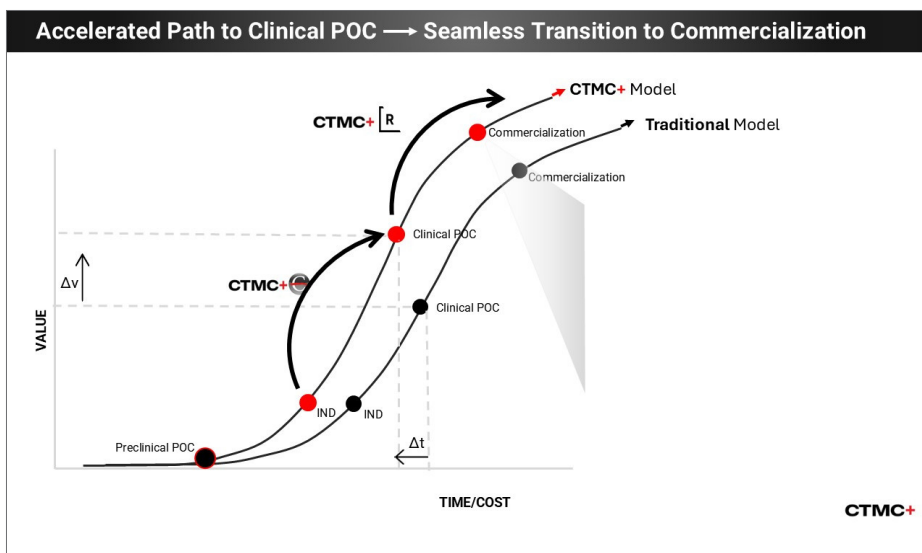 Accelerated Path to Clinical POC → Seamless Transition to Commercialization
CTMC+ Model
CTMC+ R
Commercialization
Traditional Model
Commercialization
Clinical POC
Δv
CTMC+ C
Clinical POC
VALUE
IND
IND
Δt
Preclinical POC
TIME/COST
CTMC+